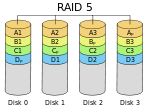 RAID 5
A1 A2 A3 Aₚ
B1 B2 Bₚ B3
C1 Cₚ C2 C3
Dₚ D1 D2 D3
Disk 0 Disk 1 Disk 2 Disk 3